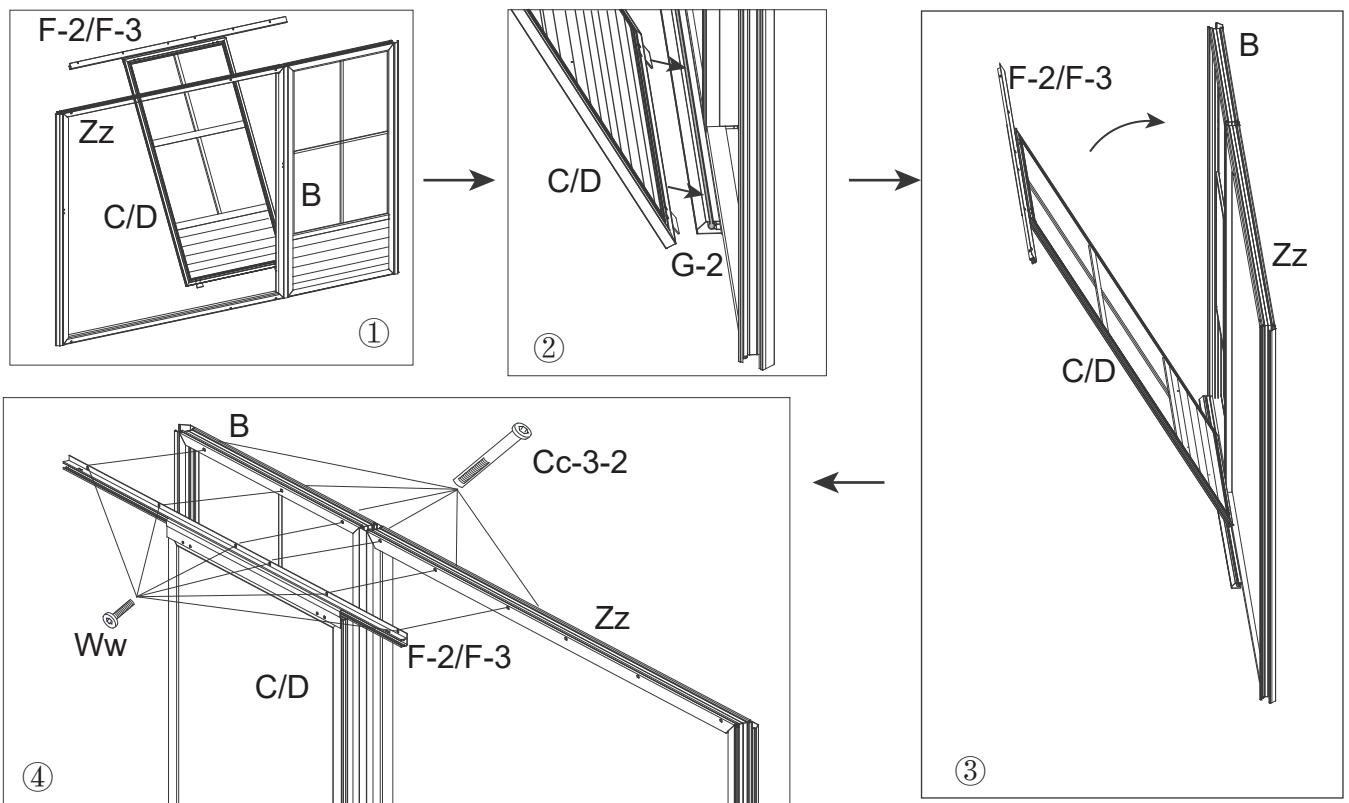 F-2/F-3
Zz
C/D
B
①
C/D
G-2
②
B
F-2/F-3
Zz
C/D
③
B
Cc-3-2
Zz
Ww
F-2/F-3
C/D
④